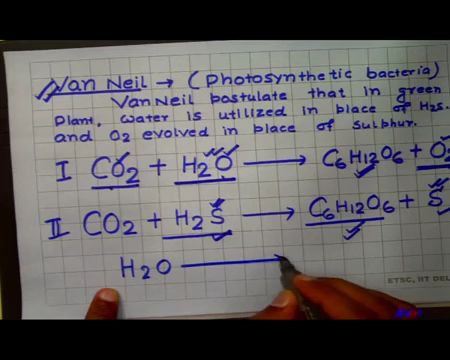 Van Neil → (Photosynthetic bacteria)
Van Neil postulate that in green
plant, water is utilized in place of H2s.
and O2 evolved in place of Sulphur.
I CO2 + H2O → C6H12O6 + O2
II CO2 + H2S → C6H12O6 + S
H2O →
ETSC, IIT DEL